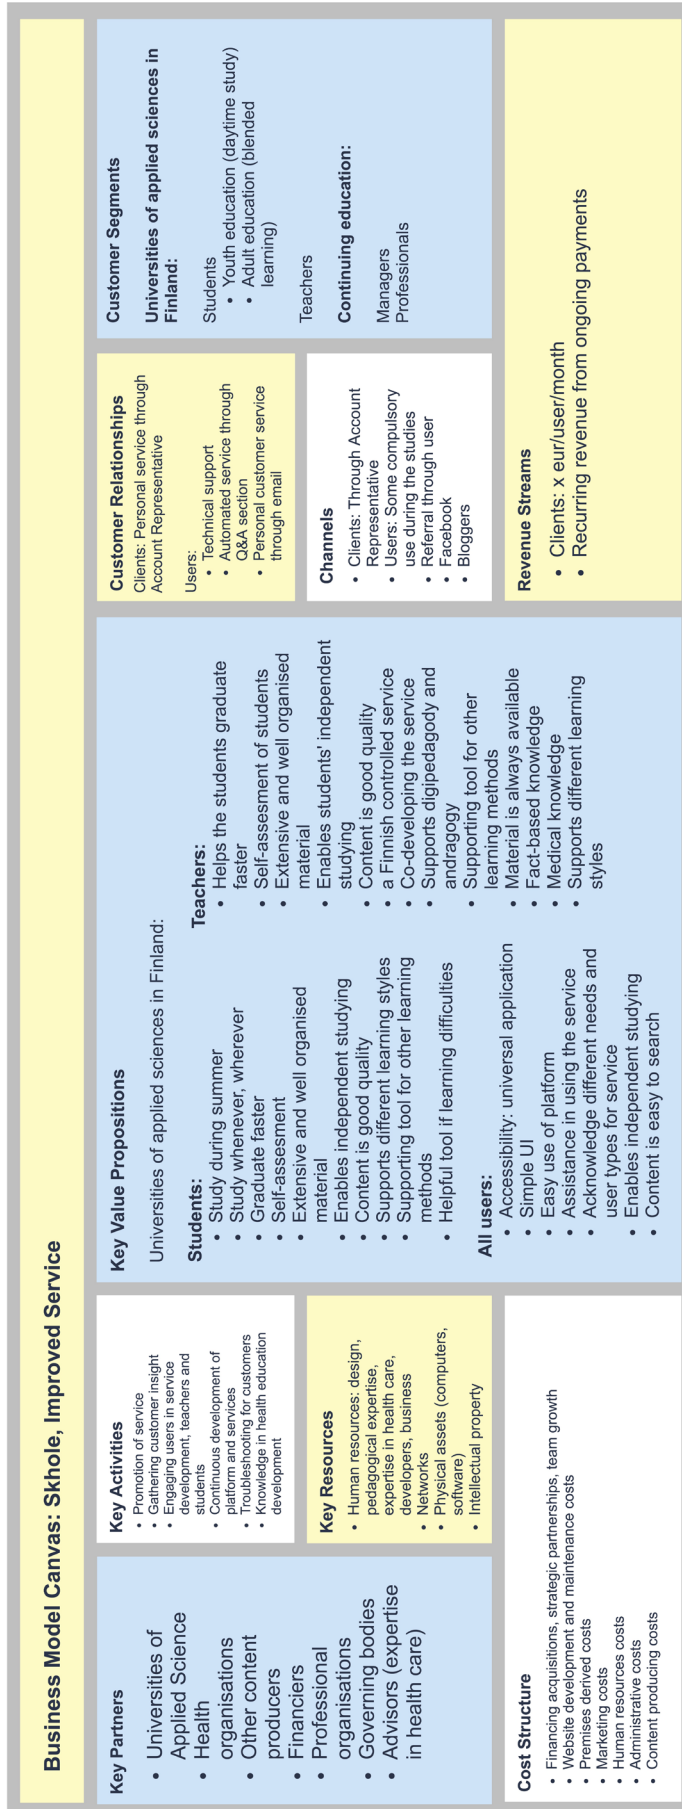 Business Model Canvas: Skhole, Improved Service
Key Partners
• Universities of
Applied Science
• Health
organisations
• Other content
producers
• Financiers
• Professional
organisations
• Governing bodies
• Advisors (expertise
in health care)
Key Activities
• Promotion of service
• Gathering customer insight
• Engaging users in service
development, teachers and
students
• Continuous development of
platform and services
• Troubleshooting for customers
• Knowledge in health education
development
Key Resources
• Human resources: design,
pedagogical expertise,
expertise in health care,
developers, business
• Networks
• Physical assets (computers,
software)
• Intellectual property
Key Value Propositions
Universities of applied sciences in Finland:
Students:
• Study during summer
• Study whenever, wherever
• Graduate faster
• Self-assesment
• Extensive and well organised
material
• Enables independent studying
• Content is good quality
• Supports different learning styles
• Supporting tool for other learning
methods
• Helpful tool if learning difficulties
Teachers:
• Helps the students graduate
faster
• Self-assesment of students
• Extensive and well organised
material
• Enables students' independent
studying
• Content is good quality
• a Finnish controlled service
• Co-developing the service
• Supports digipedagody and
andragogy
• Supporting tool for other
learning methods
• Material is always available
• Fact-based knowledge
• Medical knowledge
• Supports different learning
styles
All users:
• Accessibility: universal application
• Simple UI
• Easy use of platform
• Assistance in using the service
• Acknowledge different needs and
user types for service
• Enables independent studying
• Content is easy to search
Customer Relationships
Clients: Personal service through
Account Representative
Users:
• Technical support
• Automated service through
Q&A section
• Personal customer service
through email
Channels
• Clients: Through Account
Representative
• Users: Some compulsory
use during the studies
• Referral through user
• Facebook
• Bloggers
Customer Segments
Universities of applied sciences in
Finland:
Students
• Youth education (daytime study)
• Adult education (blended
learning)
Teachers
Continuing education:
Managers
Professionals
Cost Structure
• Financing acquisitions, strategic partnerships, team growth
• Website development and maintenance costs
• Premises derived costs
• Marketing costs
• Human resources costs
• Administrative costs
• Content producing costs
Revenue Streams
• Clients: x eur/user/month
• Recurring revenue from ongoing payments